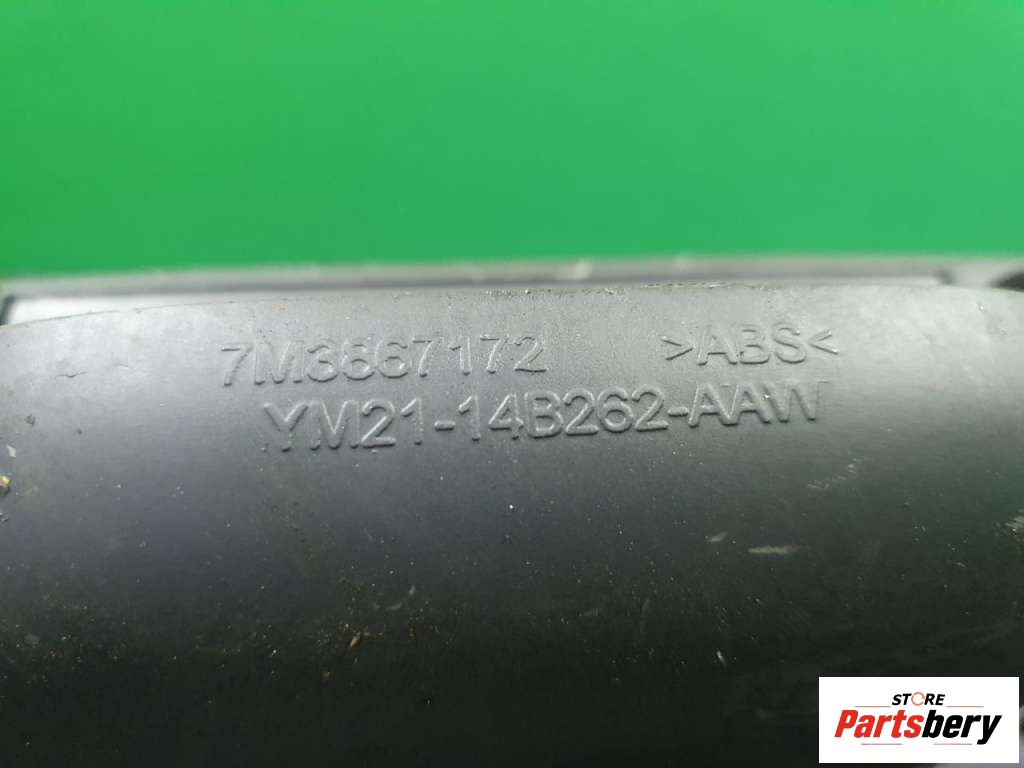 7M3867172 >ABS<
YM21-14B262-AAW
STORE
Partsbery